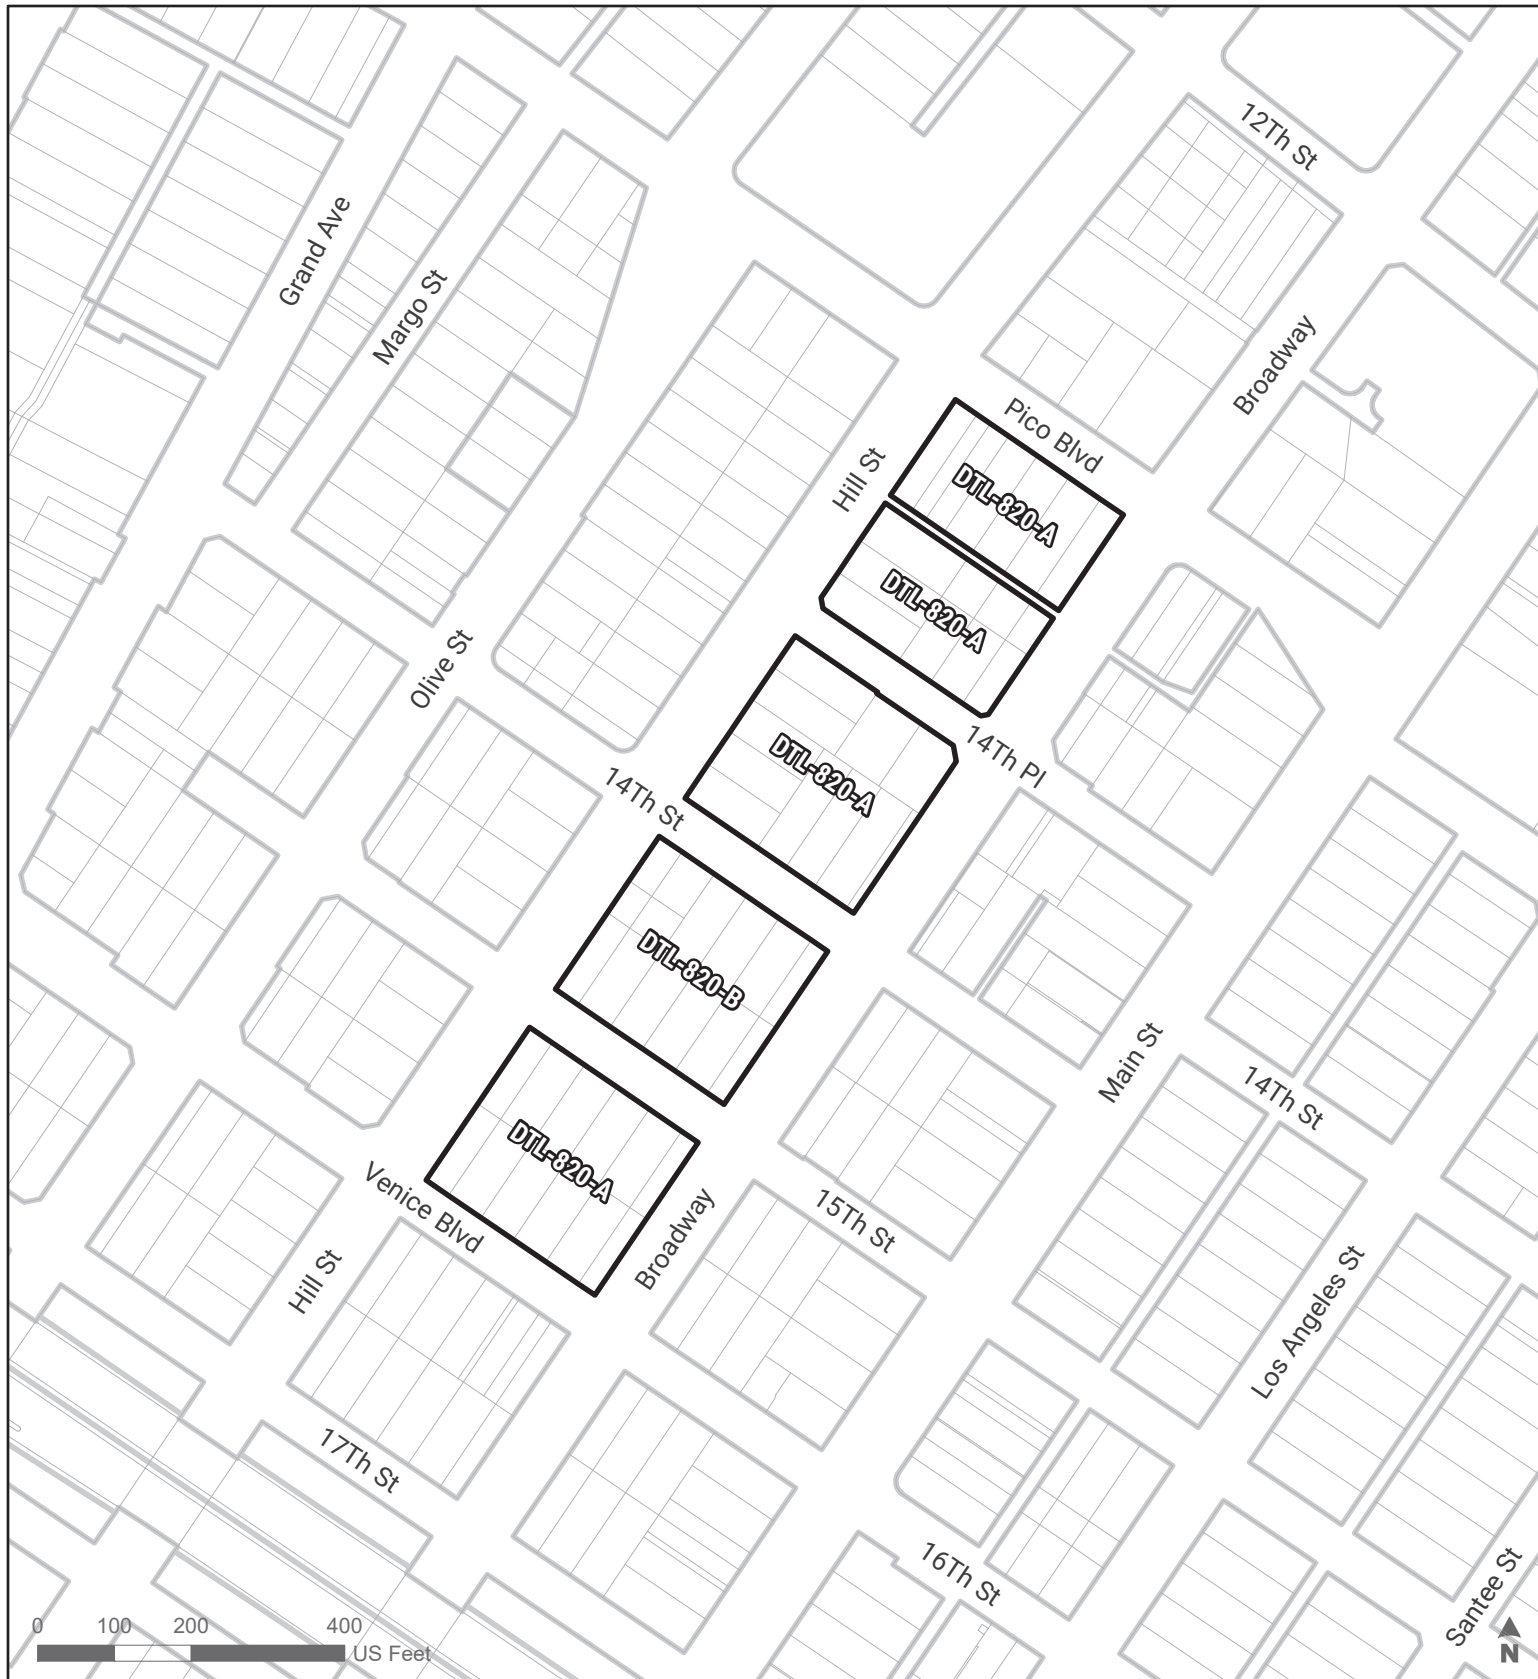 12Th St
Grand Ave
Margo St
Broadway
Pico Blvd
Hill St
DTL-820-A
DTL-820-A
Olive St
14Th Pl
DTL-820-A
14Th St
DTL-820-B
Main St
14Th St
DTL-820-A
Venice Blvd
15Th St
Broadway
Hill St
Los Angeles St
17Th St
16Th St
Santee St
0 100 200 400
US Feet
N